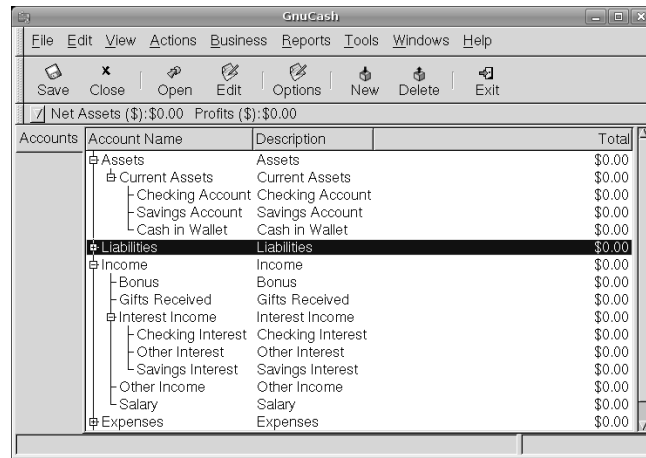 GnuCash
File Edit View Actions Business Reports Tools Windows Help
Save Close Open Edit Options New Delete Exit
Net Assets ($):$0.00 Profits ($):$0.00
Accounts Account Name Description Total
Assets Assets $0.00
Current Assets Current Assets $0.00
Checking Account Checking Account $0.00
Savings Account Savings Account $0.00
Cash in Wallet Cash in Wallet $0.00
Liabilities Liabilities $0.00
Income Income $0.00
Bonus Bonus $0.00
Gifts Received Gifts Received $0.00
Interest Income Interest Income $0.00
Checking Interest Checking Interest $0.00
Other Interest Other Interest $0.00
Savings Interest Savings Interest $0.00
Other Income Other Income $0.00
Salary Salary $0.00
Expenses Expenses $0.00